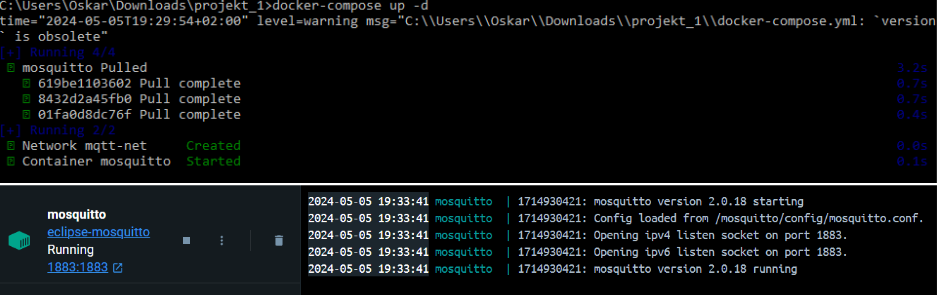 C:\Users\Oskar\Downloads\projekt_1>docker-compose up -d
time="2024-05-05T19:29:54+02:00" level=warning msg="C:\\Users\\Oskar\\Downloads\\projekt_1\\docker-compose.yml: `version
` is obsolete"
[+] Running 4/4
mosquitto Pulled 3.2s
619be1103602 Pull complete 0.7s
8432d2a45fb0 Pull complete 0.7s
01fa0d8dc76f Pull complete 0.4s
[+] Running 2/2
Network mqtt-net Created 0.0s
Container mosquitto Started 0.1s
mosquitto
eclipse-mosquitto
Running
1883:1883
2024-05-05 19:33:41 mosquitto | 1714930421: mosquitto version 2.0.18 starting
2024-05-05 19:33:41 mosquitto | 1714930421: Config loaded from /mosquitto/config/mosquitto.conf.
2024-05-05 19:33:41 mosquitto | 1714930421: Opening ipv4 listen socket on port 1883.
2024-05-05 19:33:41 mosquitto | 1714930421: Opening ipv6 listen socket on port 1883.
2024-05-05 19:33:41 mosquitto | 1714930421: mosquitto version 2.0.18 running